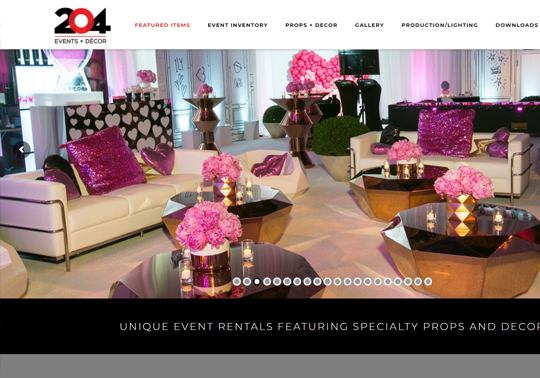 204
EVENTS + DÉCOR
FEATURED ITEMS
EVENT INVENTORY
PROPS + DECOR
GALLERY
PRODUCTION/LIGHTING
DOWNLOADS
UNIQUE EVENT RENTALS FEATURING SPECIALTY PROPS AND DECOR